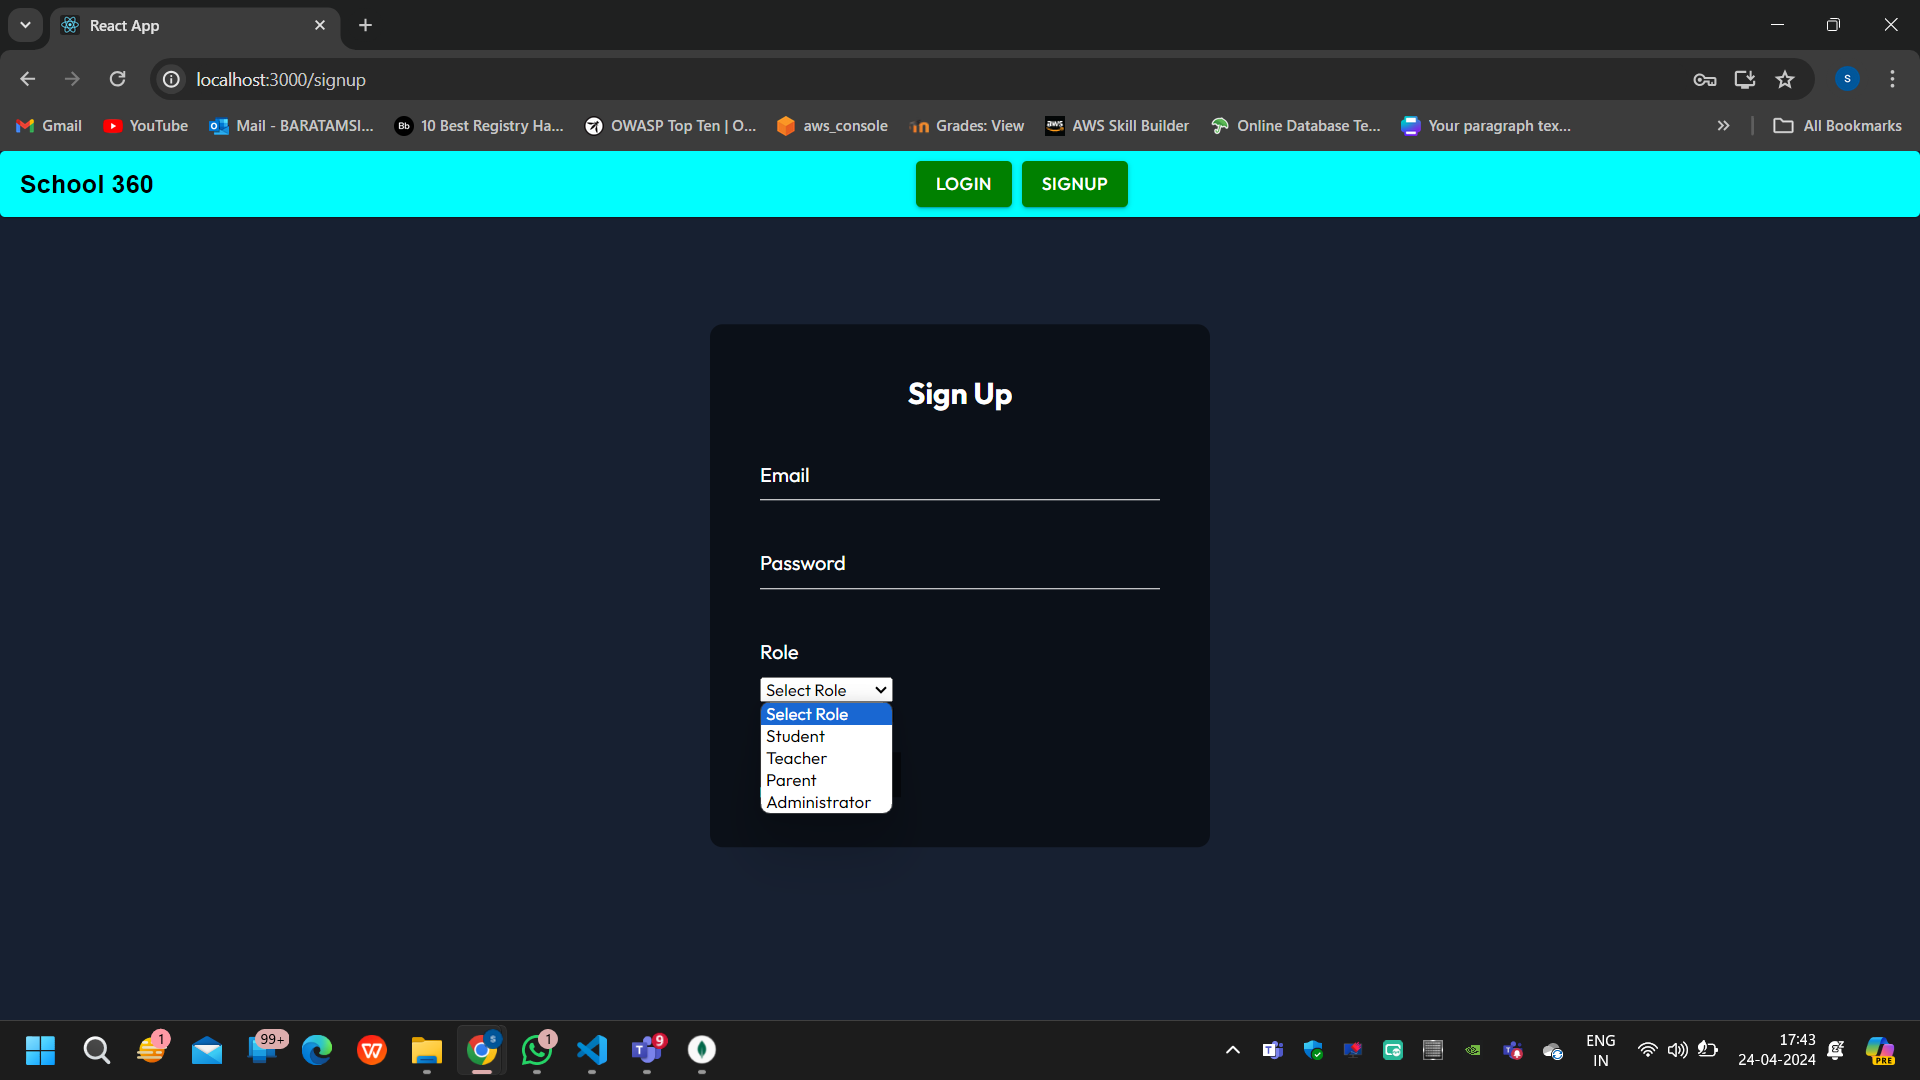 React App
localhost:3000/signup
S
Gmail YouTube Mail - BARATAMSI... Bb 10 Best Registry Ha... OWASP Top Ten | O... aws_console Grades: View aws AWS Skill Builder Online Database Te... Your paragraph tex... All Bookmarks
School 360 LOGIN SIGNUP
Sign Up
Email
Password
Role
Select Role
Select Role
Student
Teacher
Parent
Administrator
1 99+ W S 1 T 9
ENG 17:43
IN 24-04-2024 PRE